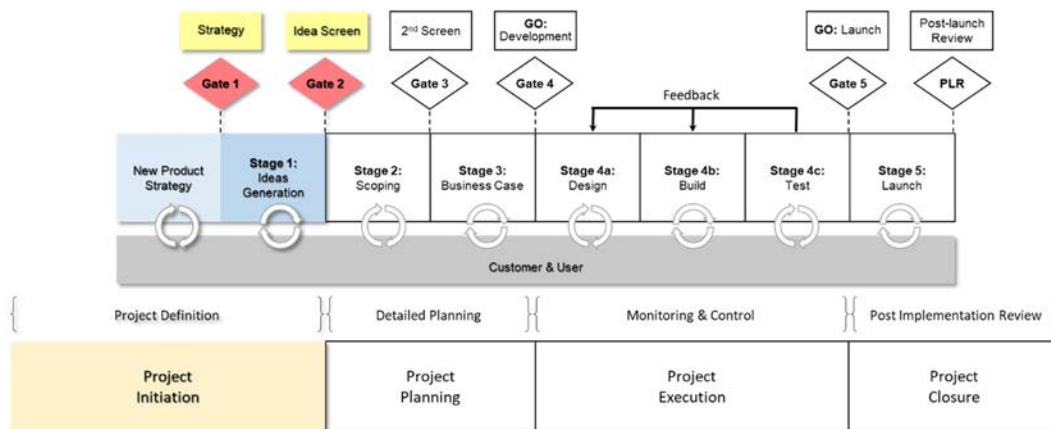 Strategy
Idea Screen
2nd Screen
GO:
Development
GO: Launch
Post-launch
Review
Gate 1
Gate 2
Gate 3
Gate 4
Feedback
Gate 5
PLR
New Product
Strategy
Stage 1:
Ideas
Generation
Stage 2:
Scoping
Stage 3:
Business Case
Stage 4a:
Design
Stage 4b:
Build
Stage 4c:
Test
Stage 5:
Launch
Customer & User
Project Definition
Detailed Planning
Monitoring & Control
Post Implementation Review
Project
Initiation
Project
Planning
Project
Execution
Project
Closure